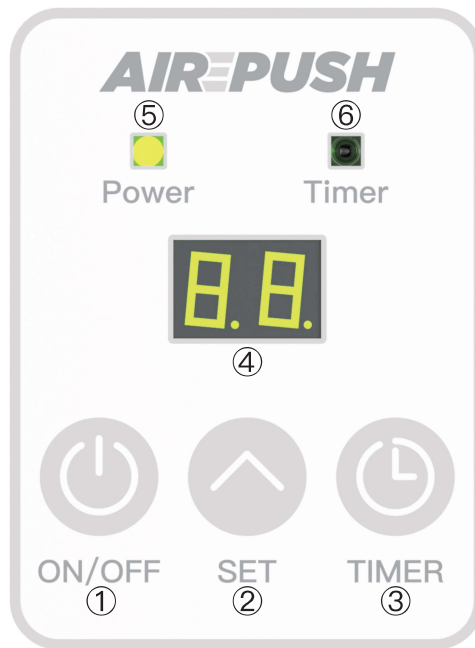 AIR≡PUSH
⑤ ⑥
Power Timer
8.8.
④
ON/OFF SET TIMER
① ② ③